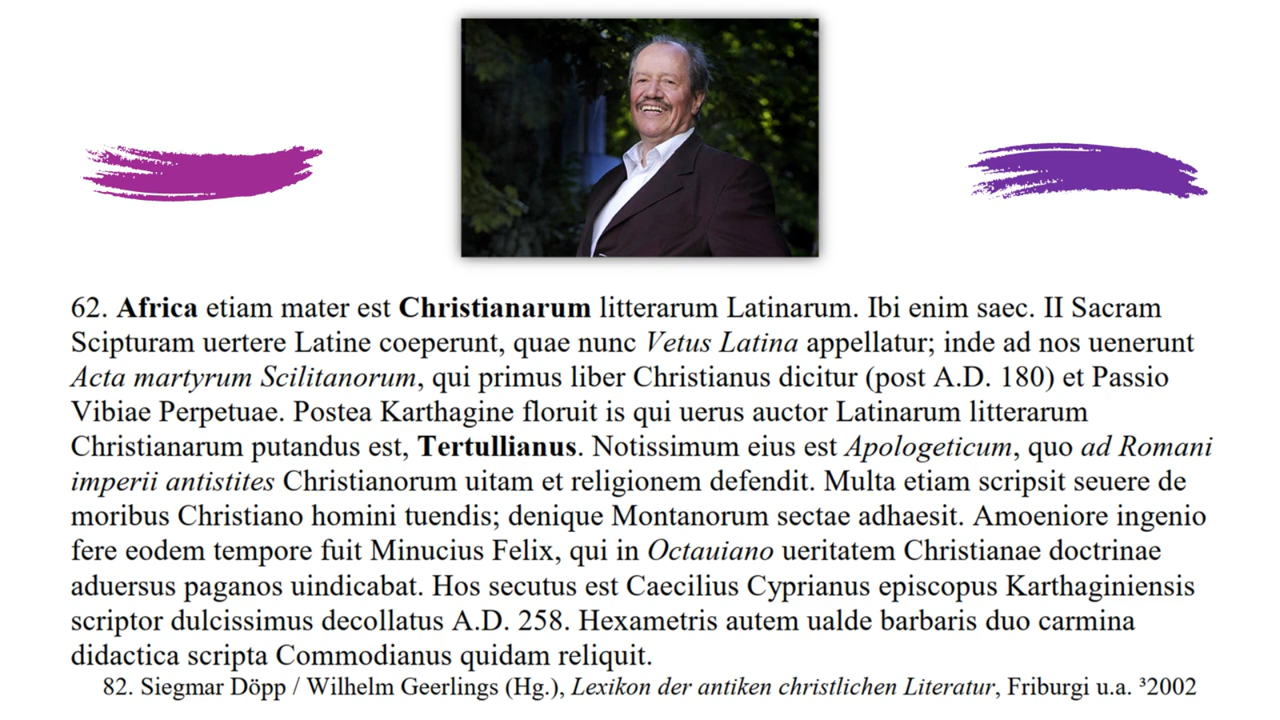 62. Africa etiam mater est Christianarum litterarum Latinarum. Ibi enim saec. II Sacram
Scipturam uertere Latine coeperunt, quae nunc Vetus Latina appellatur; inde ad nos uenerunt
Acta martyrum Scilitanorum, qui primus liber Christianus dicitur (post A.D. 180) et Passio
Vibiae Perpetuae. Postea Karthagine floruit is qui uerus auctor Latinarum litterarum
Christianarum putandus est, Tertullianus. Notissimum eius est Apologeticum, quo ad Romani
imperii antistites Christianorum uitam et religionem defendit. Multa etiam scripsit seuere de
moribus Christiano homini tuendis; denique Montanorum sectae adhaesit. Amoeniore ingenio
fere eodem tempore fuit Minucius Felix, qui in Octauiano ueritatem Christianae doctrinae
aduersus paganos uindicabat. Hos secutus est Caecilius Cyprianus episcopus Karthaginiensis
scriptor dulcissimus decollatus A.D. 258. Hexametris autem ualde barbaris duo carmina
didactica scripta Commodianus quidam reliquit.
82. Siegmar Döpp / Wilhelm Geerlings (Hg.), Lexikon der antiken christlichen Literatur, Friburgi u.a. ³2002